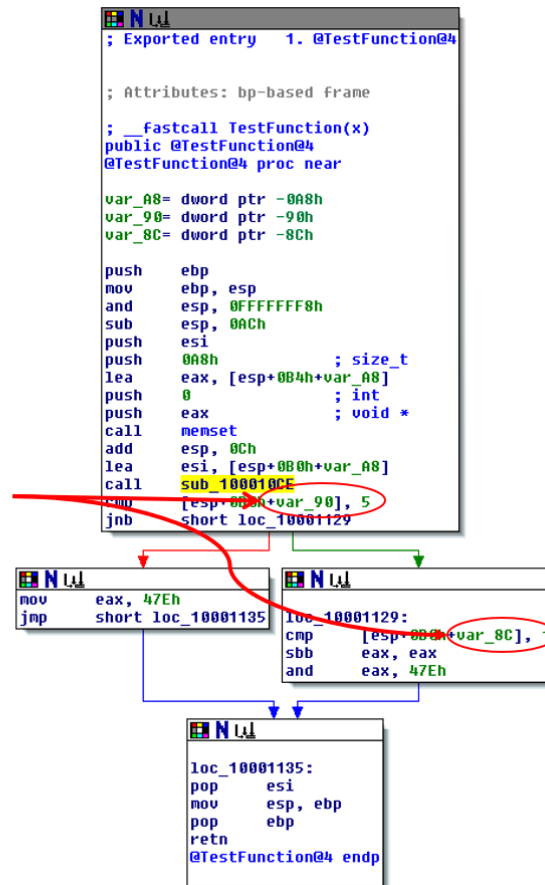 ; Exported entry 1. @TestFunction@4
; Attributes: bp-based frame
; __fastcall TestFunction(x)
public @TestFunction@4
@TestFunction@4 proc near
var_A8= dword ptr -0A8h
var_90= dword ptr -90h
var_8C= dword ptr -8Ch
push ebp
mov ebp, esp
and esp, 0FFFFFFF8h
sub esp, 0ACh
push esi
push 0A8h ; size_t
lea eax, [esp+0B4h+var_A8]
push 0 ; int
push eax ; void *
call memset
add esp, 0Ch
lea esi, [esp+0B0h+var_A8]
call sub_100010CE
cmp [esp+0B0h+var_90], 5
jnb short loc_10001129
mov eax, 47Eh
jmp short loc_10001135
loc_10001129:
cmp [esp+0B0h+var_8C],
sbb eax, eax
and eax, 47Eh
loc_10001135:
pop esi
mov esp, ebp
pop ebp
retn
@TestFunction@4 endp